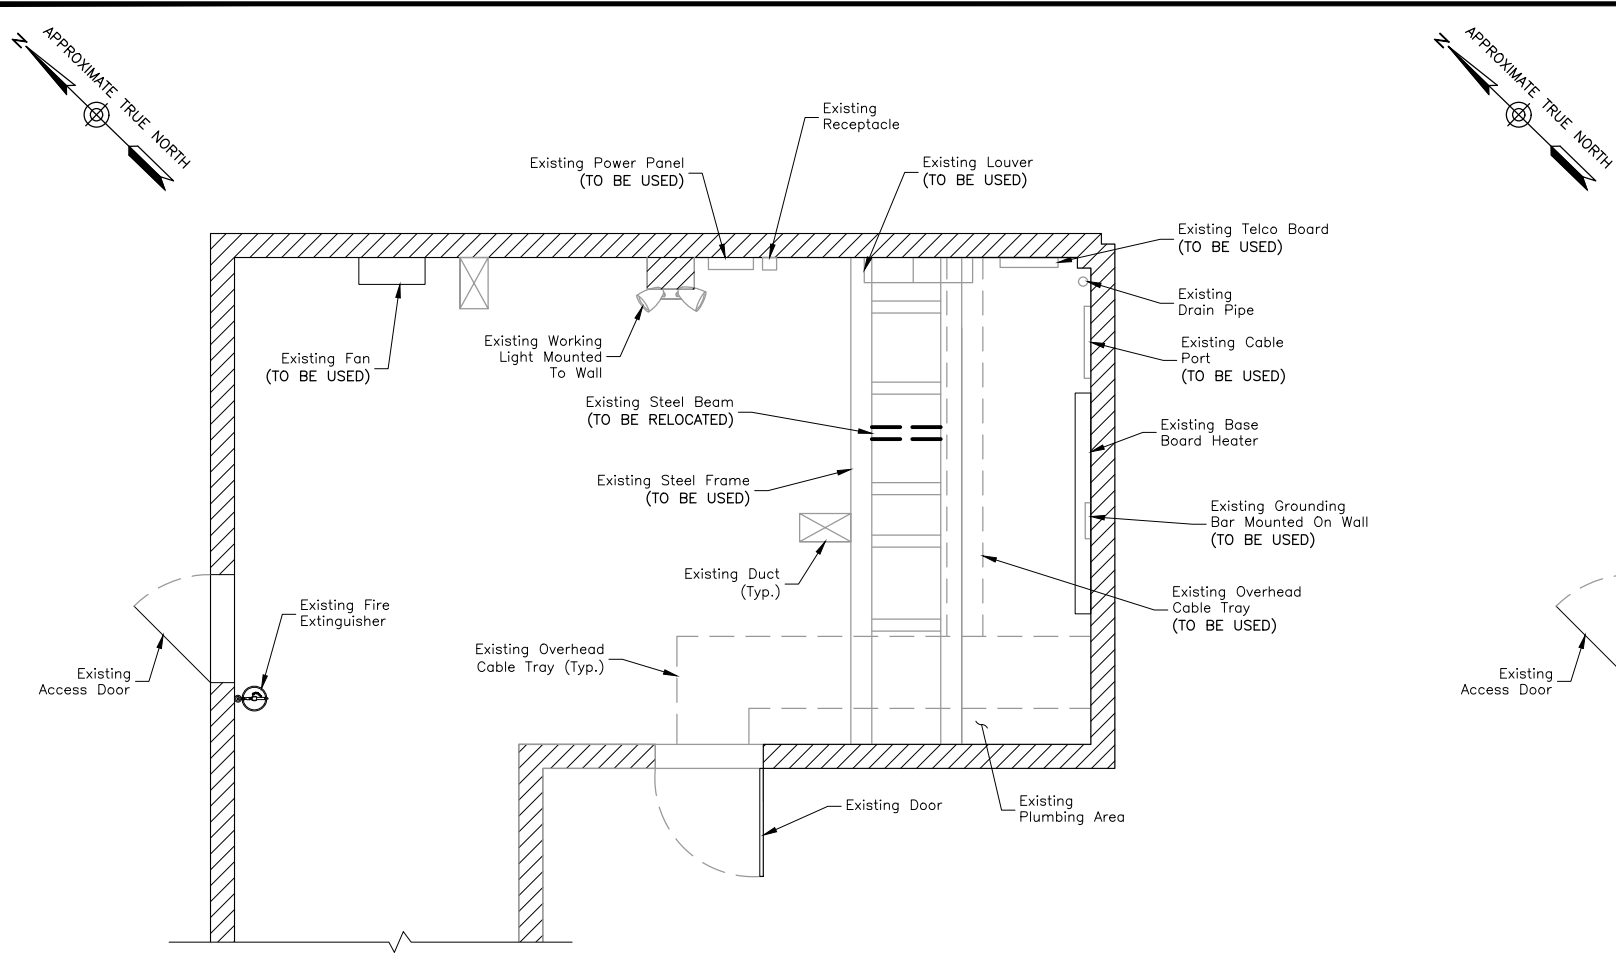 N
APPROXIMATE TRUE NORTH
N
APPROXIMATE TRUE NORTH
Existing
Receptacle
Existing Power Panel
(TO BE USED)
Existing Louver
(TO BE USED)
Existing Telco Board
(TO BE USED)
Existing
Drain Pipe
Existing Working
Light Mounted
To Wall
Existing Fan
(TO BE USED)
Existing Cable
Port
(TO BE USED)
Existing Steel Beam
(TO BE RELOCATED)
Existing Base
Board Heater
Existing Steel Frame
(TO BE USED)
Existing Grounding
Bar Mounted On Wall
(TO BE USED)
Existing Duct
(Typ.)
Existing Overhead
Cable Tray
(TO BE USED)
Existing Fire
Extinguisher
Existing Overhead
Cable Tray (Typ.)
Existing
Access Door
Existing
Access Door
Existing Door
Existing
Plumbing Area